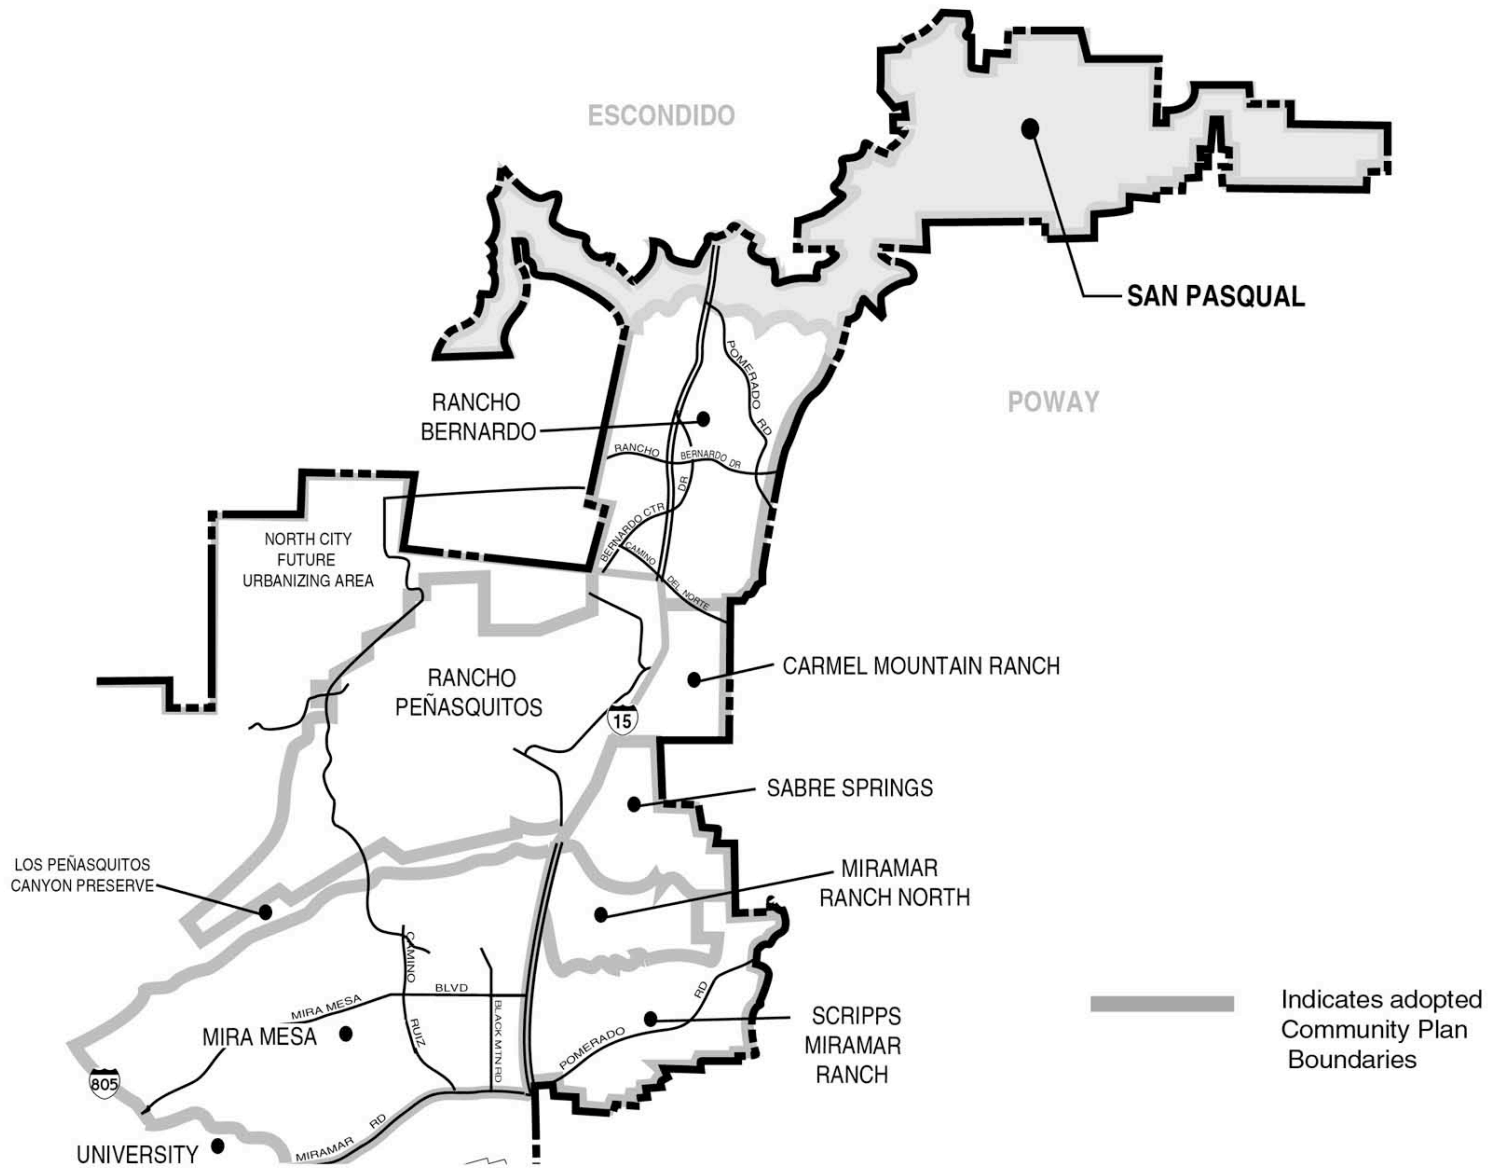 ESCONDIDO
SAN PASQUAL
POMERADO RD
POWAY
RANCHO
BERNARDO
RANCHO BERNARDO DR
BERNARDO CTR DR
CAMINO DEL NORTE
NORTH CITY
FUTURE
URBANIZING AREA
RANCHO
PEÑASQUITOS
CARMEL MOUNTAIN RANCH
15
SABRE SPRINGS
LOS PEÑASQUITOS
CANYON PRESERVE
MIRAMAR
RANCH NORTH
CAMINO RUIZ
MIRA MESA BLVD
BLACK MTN RD
MIRA MESA
POMERADO RD
SCRIPPS
MIRAMAR
RANCH
Indicates adopted
Community Plan
Boundaries
805
UNIVERSITY
MIRAMAR RD